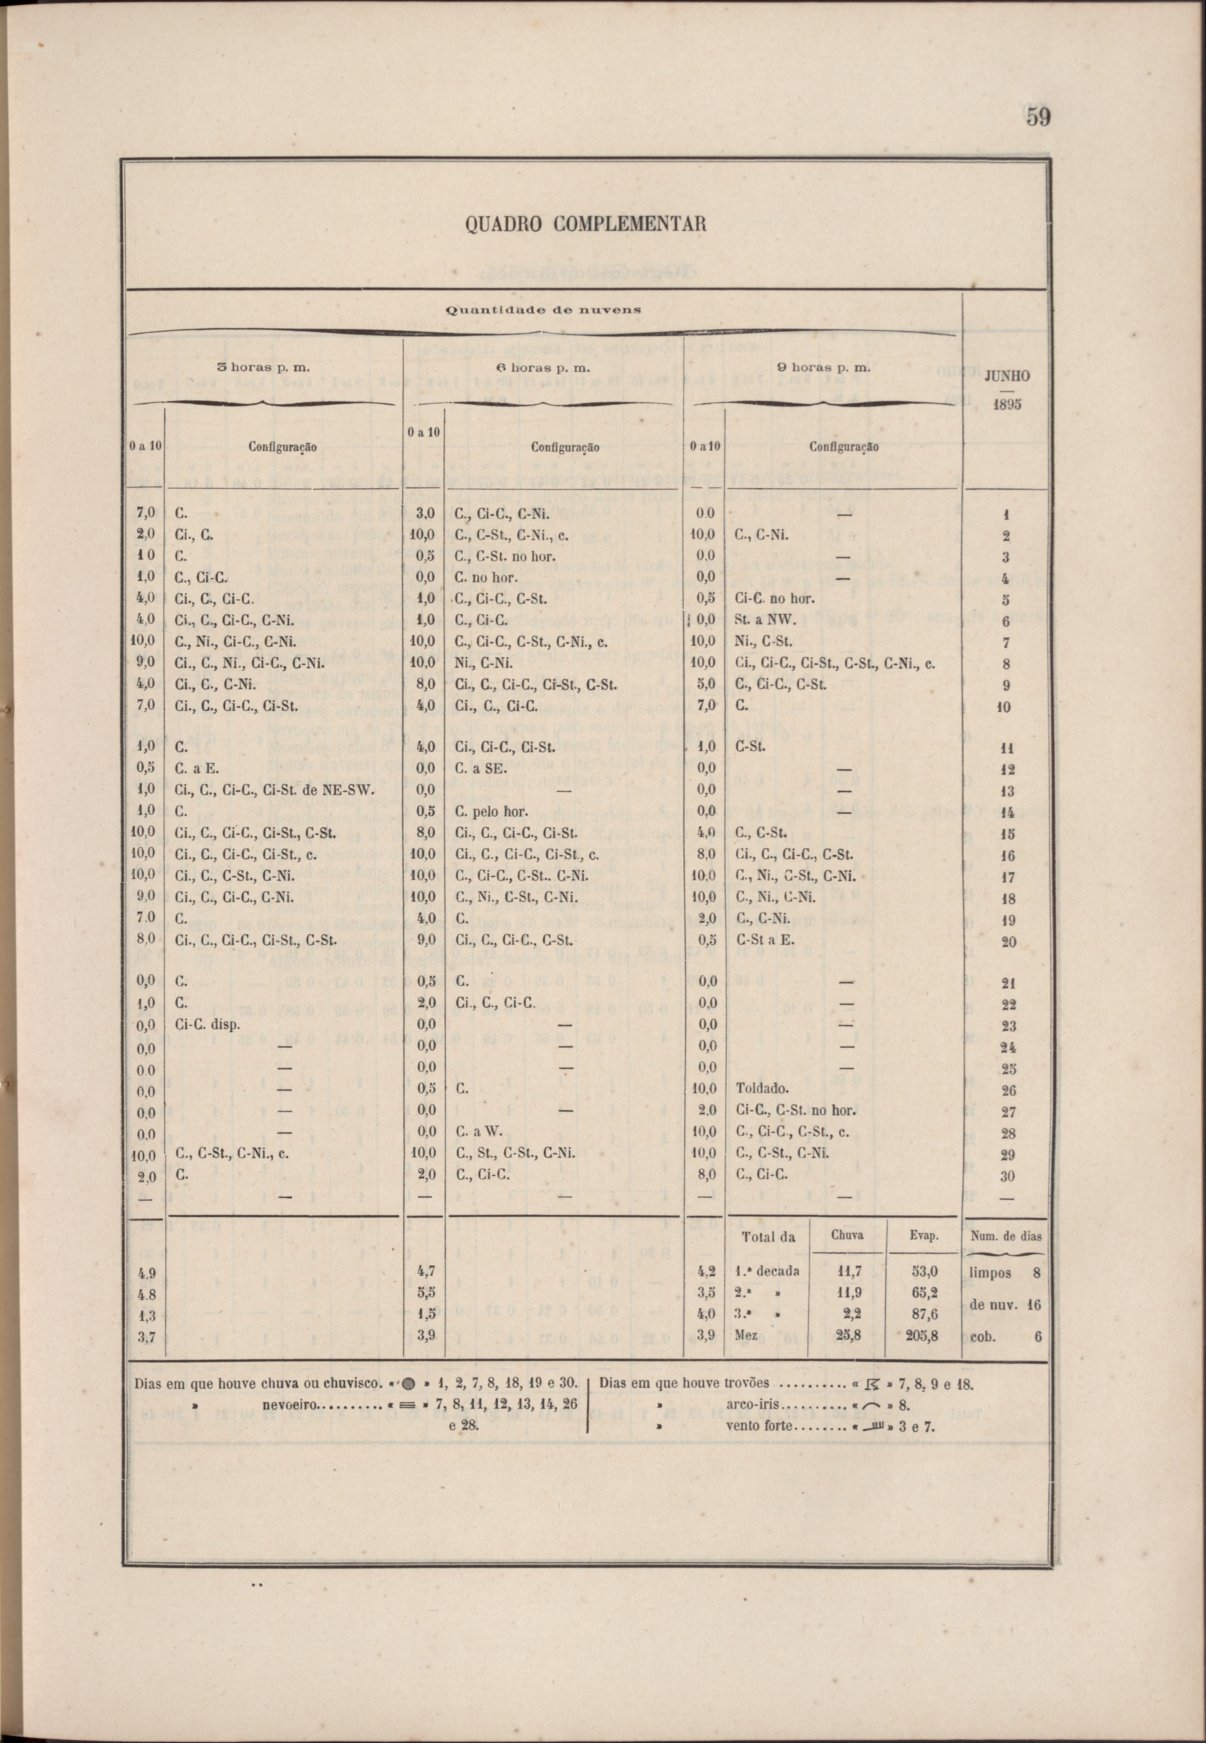 59
QUADRO COMPLEMENTAR
Quantidade de nuvens
3 horas p. m. 6 horas p. m. 9 horas p. m. JUNHO
1895
0 a 10 Configuração 0 a 10 Configuração 0 a 10 Configuração
7,0 C. 3,0 C., Ci-C., C-Ni. 0 0 — 1
2,0 Ci., C. 10,0 C., C-St., C-Ni., c. 10,0 C., C-Ni. 2
1 0 C. 0,5 C., C-St. no hor. 0.0 — 3
1,0 C., Ci-C. 0,0 C. no hor. 0,0 — 4
4,0 Ci., C., Ci-C. 1,0 C., Ci-C., C-St. 0,5 Ci-C. no hor. 5
4,0 Ci., C., Ci-C., C-Ni. 1,0 C., Ci-C. 0,0 St. a NW. 6
10,0 C., Ni., Ci-C., C-Ni. 10,0 C., Ci-C., C-St., C-Ni., c. 10,0 Ni., C-St. 7
9,0 Ci., C., Ni., Ci-C., C-Ni. 10,0 Ni., C-Ni. 10,0 Ci., Ci-C., Ci-St., C-St., C-Ni., c. 8
4,0 Ci., C., C-Ni. 8,0 Ci., C., Ci-C., Ci-St., C-St. 5,0 C., Ci-C., C-St. 9
7,0 Ci., C., Ci-C., Ci-St. 4,0 Ci., C., Ci-C. 7,0 C. 10
1,0 C. 4,0 Ci., Ci-C., Ci-St. 1,0 C-St. 11
0,5 C. a E. 0,0 C. a SE. 0,0 — 12
1,0 Ci., C., Ci-C., Ci-St. de NE-SW. 0,0 — 0,0 — 13
1,0 C. 0,5 C. pelo hor. 0,0 — 14
10,0 Ci., C., Ci-C., Ci-St., C-St. 8,0 Ci., C., Ci-C., Ci-St. 4,0 C., C-St. 15
10,0 Ci., C., Ci-C., Ci-St., c. 10,0 Ci., C., Ci-C., Ci-St., c. 8,0 Ci., C., Ci-C., C-St. 16
10,0 Ci., C., C-St., C-Ni. 10,0 C., Ci-C., C-St.. C-Ni. 10,0 C., Ni., C-St., C-Ni. 17
9,0 Ci., C., Ci-C., C-Ni. 10,0 C., Ni., C-St., C-Ni. 10,0 C., Ni., C-Ni. 18
7.0 C. 4,0 C. 2,0 C., C-Ni. 19
8,0 Ci., C., Ci-C., Ci-St., C-St. 9,0 Ci., C., Ci-C., C-St. 0,5 C-St a E. 20
0,0 C. 0,5 C. 0,0 — 21
1,0 C. 2,0 Ci., C., Ci-C. 0,0 — 22
0,0 Ci-C. disp. 0,0 — 0,0 — 23
0,0 — 0,0 — 0,0 — 24
0 0 — 0,0 — 0,0 — 25
0,0 — 0,5 C. 10,0 Toldado. 26
0,0 — 0,0 — 2,0 Ci-C., C-St. no hor. 27
0,0 — 0,0 C. a W. 10,0 C., Ci-C., C-St., c. 28
10,0 C., C-St., C-Ni., c. 10,0 C., St., C-St., C-Ni. 10,0 C., C-St., C-Ni. 29
2,0 C. 2,0 C., Ci-C. 8,0 C., Ci-C. 30
— — — — — — —
Total da Chuva Evap. Num. de dias
4.9 4,7 4,2 1.ª decada 11,7 53,0 limpos 8
4.8 5,5 3,5 2.ª » 11,9 65,2
de nuv. 16
1,3 1,5 4,0 3.ª » 2,2 87,6
3,7 3,9 3,9 Mez 25,8 205,8 cob. 6
Dias em que houve chuva ou chuvisco. « » 1, 2, 7, 8, 18, 19 e 30.
» nevoeiro.......... « » 7, 8, 11, 12, 13, 14, 26
e 28.
Dias em que houve trovões .......... « » 7, 8, 9 e 18.
» arco-iris.......... « » 8.
» vento forte........ « » 3 e 7.